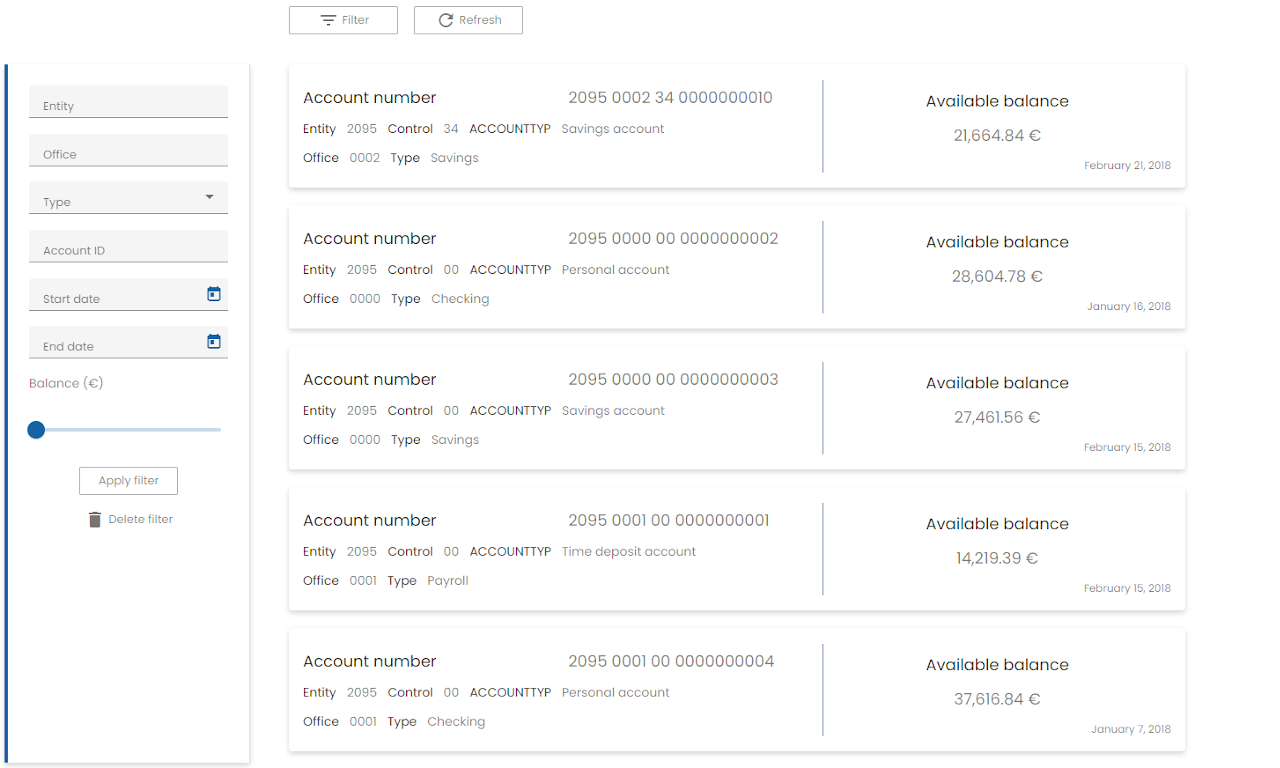 Filter
Refresh
Entity
Office
Type
Account ID
Start date
End date
Balance (€)
Apply filter
Delete filter
Account number 2095 0002 34 0000000010
Entity 2095 Control 34 ACCOUNTTYP Savings account
Office 0002 Type Savings
Available balance
21,664.84 €
February 21, 2018
Account number 2095 0000 00 0000000002
Entity 2095 Control 00 ACCOUNTTYP Personal account
Office 0000 Type Checking
Available balance
28,604.78 €
January 16, 2018
Account number 2095 0000 00 0000000003
Entity 2095 Control 00 ACCOUNTTYP Savings account
Office 0000 Type Savings
Available balance
27,461.56 €
February 15, 2018
Account number 2095 0001 00 0000000001
Entity 2095 Control 00 ACCOUNTTYP Time deposit account
Office 0001 Type Payroll
Available balance
14,219.39 €
February 15, 2018
Account number 2095 0001 00 0000000004
Entity 2095 Control 00 ACCOUNTTYP Personal account
Office 0001 Type Checking
Available balance
37,616.84 €
January 7, 2018